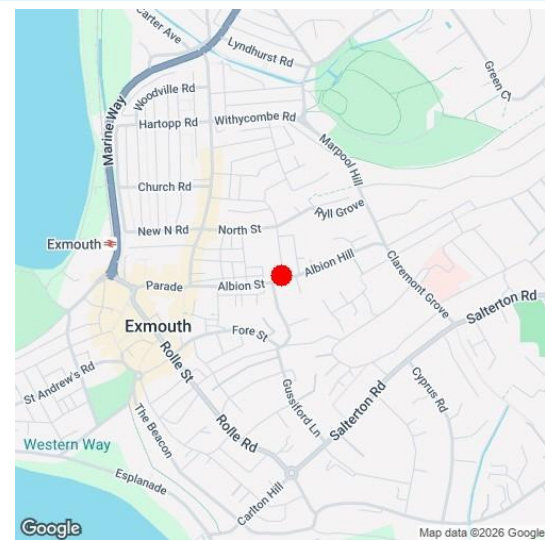 Carter Ave
Lyndhurst Rd
Green Cl
Woodville Rd
Marine Way
Hartopp Rd
Withycombe Rd
Marpool Hill
Church Rd
Ryll Grove
New N Rd
North St
Exmouth
Albion Hill
Claremont Grove
Parade
Albion St
Salterton Rd
Exmouth
Fore St
Rolle St
St Andrew's Rd
Gussiford Ln
Cyprus Rd
Salterton Rd
The Beacon
Rolle Rd
Western Way
Esplanade
Carlton Hill
Google
Map data ©2026 Google